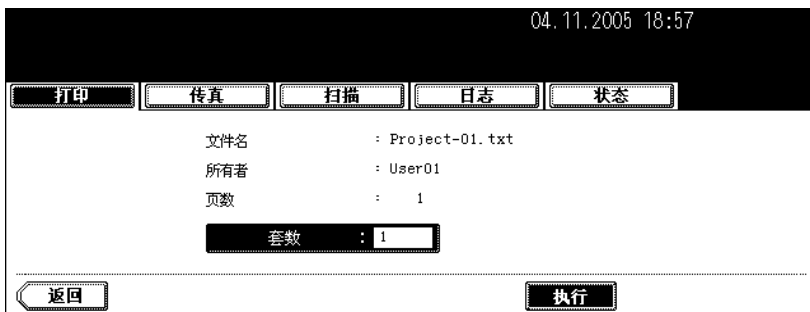 04.11.2005 18:57
打印 传真 扫描 日志 状态
文件名 : Project-01.txt
所有者 : User01
页数 : 1
套数 : 1
返回 执行